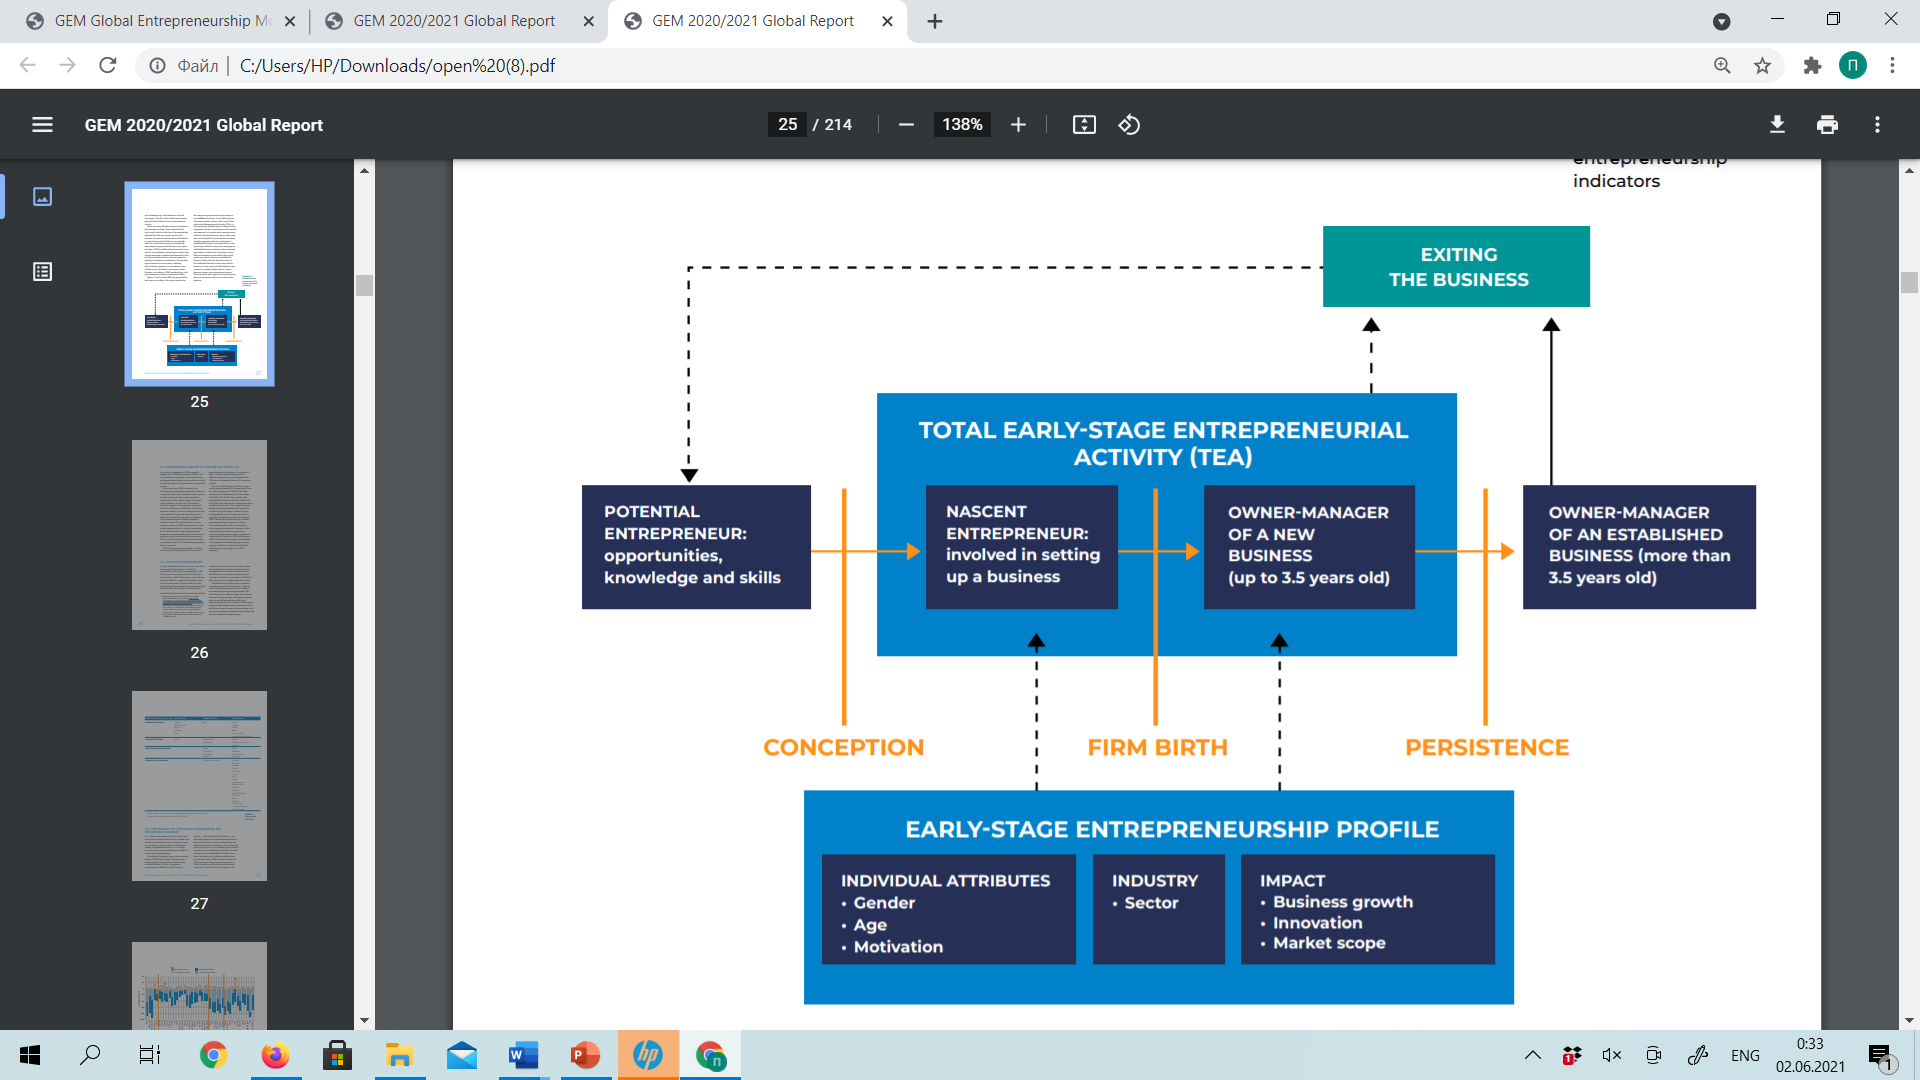 GEM Global Entrepreneurship Mo
GEM 2020/2021 Global Report
GEM 2020/2021 Global Report
Файл
C:/Users/HP/Downloads/open%20(8).pdf
П
GEM 2020/2021 Global Report
25 / 214
138%
entrepreneurship
indicators
EXITING
THE BUSINESS
TOTAL EARLY-STAGE ENTREPRENEURIAL
ACTIVITY (TEA)
POTENTIAL
ENTREPRENEUR:
opportunities,
knowledge and skills
NASCENT
ENTREPRENEUR:
involved in setting
up a business
OWNER-MANAGER
OF A NEW
BUSINESS
(up to 3.5 years old)
OWNER-MANAGER
OF AN ESTABLISHED
BUSINESS (more than
3.5 years old)
CONCEPTION
FIRM BIRTH
PERSISTENCE
EARLY-STAGE ENTREPRENEURSHIP PROFILE
INDIVIDUAL ATTRIBUTES
• Gender
• Age
• Motivation
INDUSTRY
• Sector
IMPACT
• Business growth
• Innovation
• Market scope
25
26
27
W
P
hp
п
1
ENG
0:33
02.06.2021
1